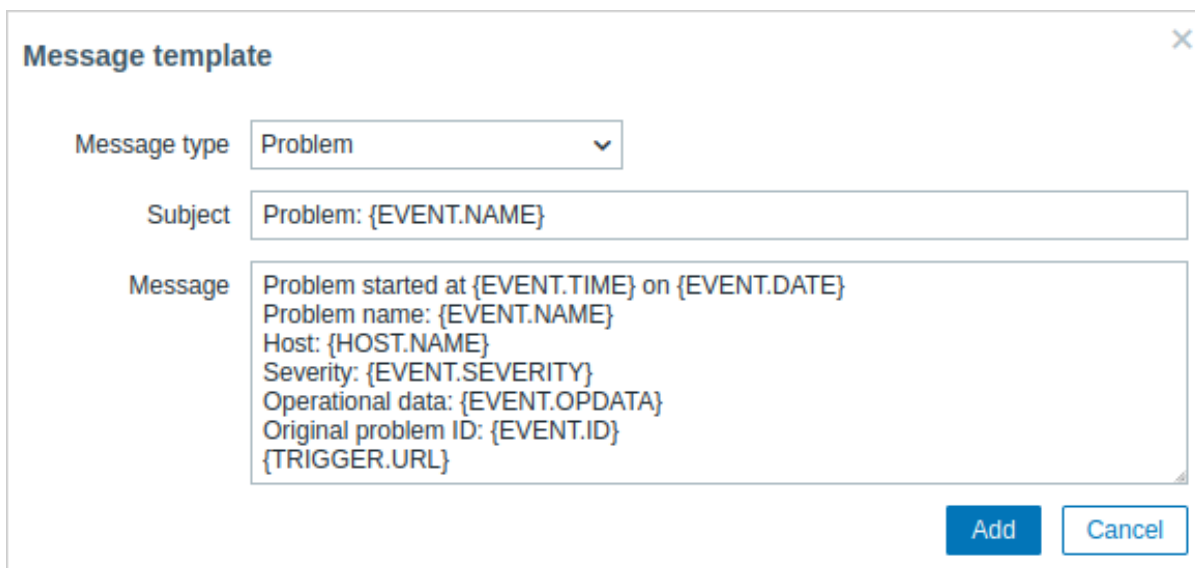 Message template
Message type Problem
Subject Problem: {EVENT.NAME}
Message Problem started at {EVENT.TIME} on {EVENT.DATE}
Problem name: {EVENT.NAME}
Host: {HOST.NAME}
Severity: {EVENT.SEVERITY}
Operational data: {EVENT.OPDATA}
Original problem ID: {EVENT.ID}
{TRIGGER.URL}
Add Cancel